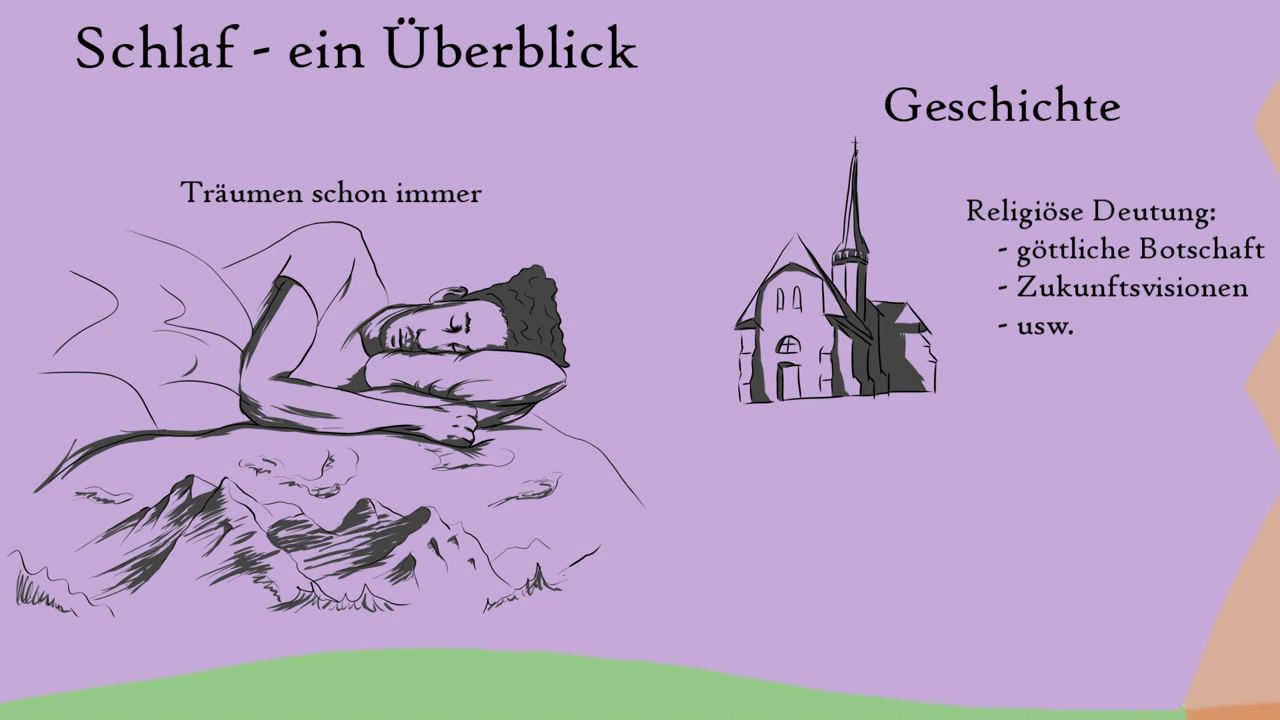 Schlaf - ein Überblick
Träumen schon immer
Geschichte
Religiöse Deutung:
- göttliche Botschaft
- Zukunftsvisionen
- usw.